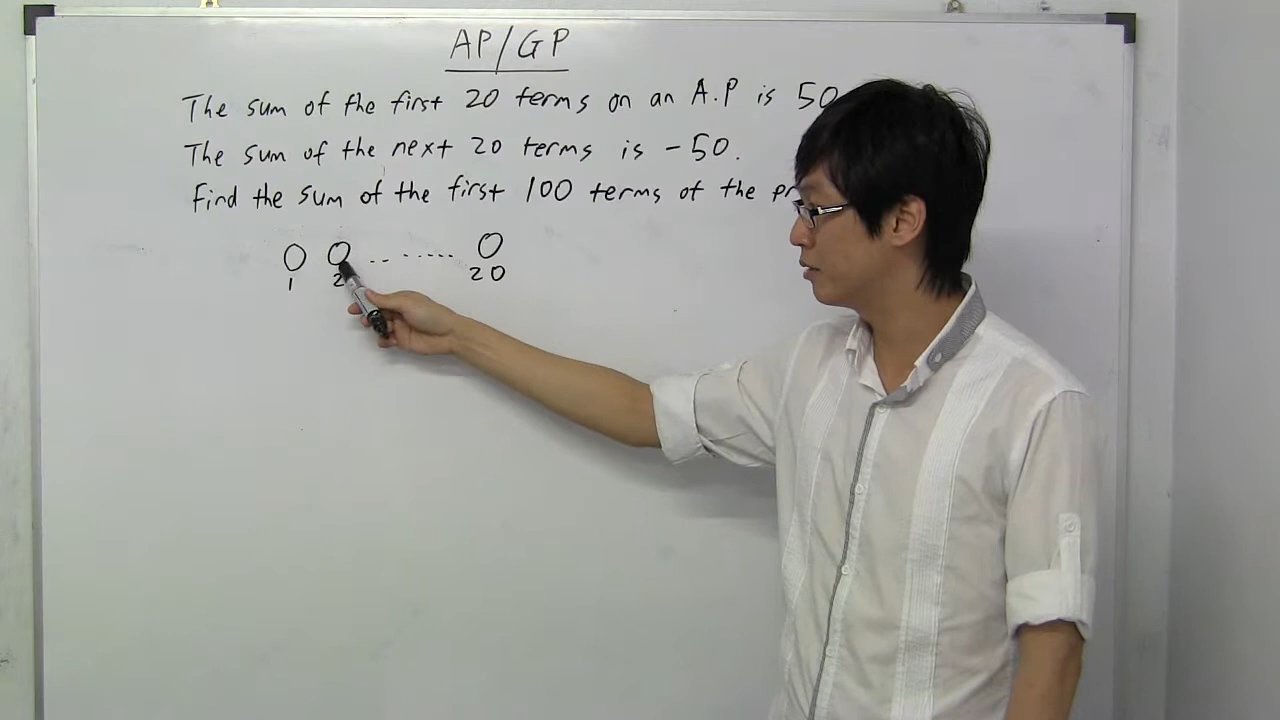 AP/GP
The sum of the first 20 terms on an A.P is 50
The sum of the next 20 terms is -50.
Find the sum of the first 100 terms of the
O O ......... O
1 2 20